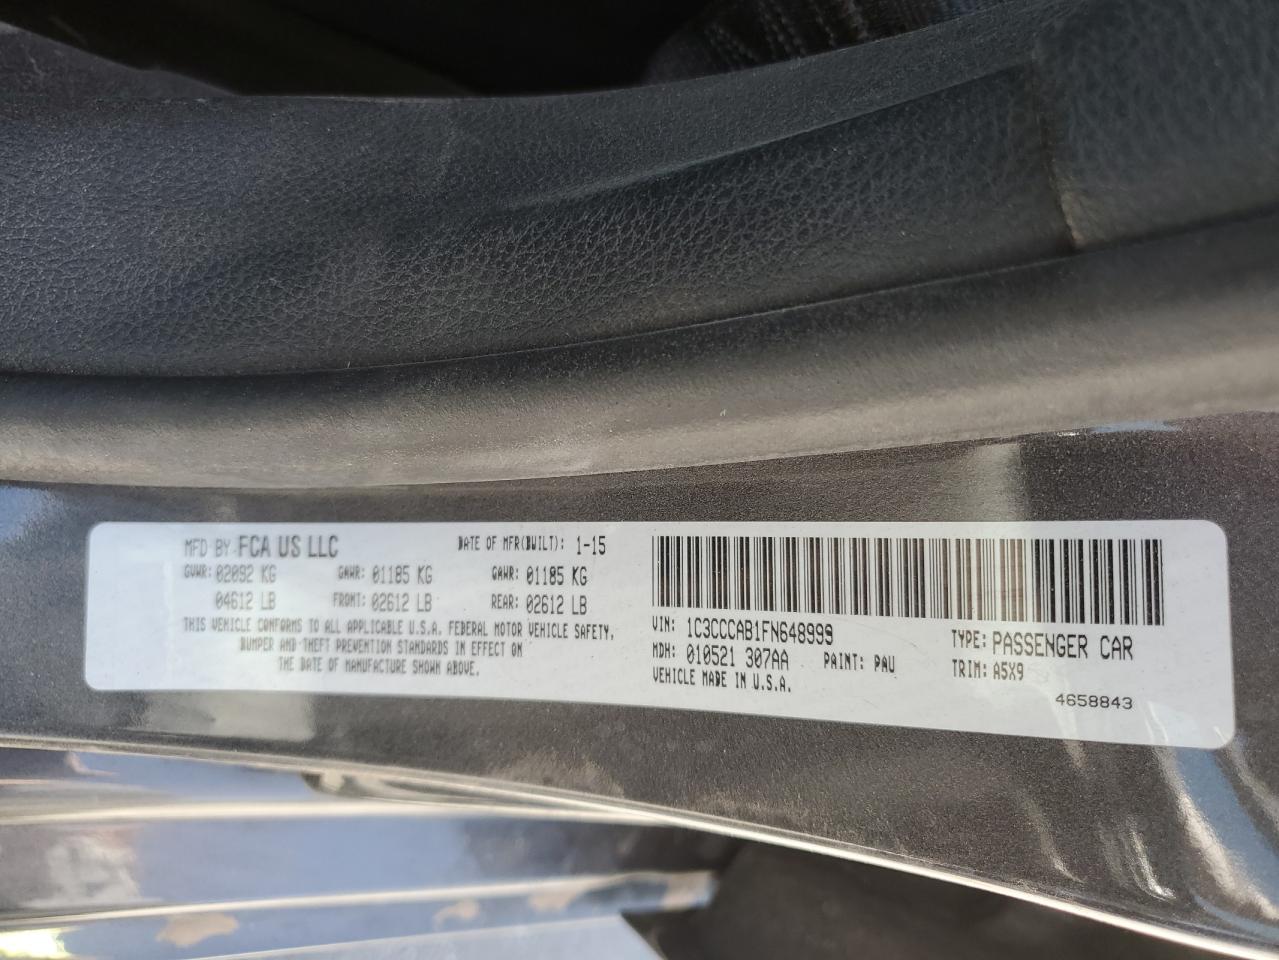 MFD BY FCA US LLC DATE OF MFR(BUILT): 1-15
GVWR: 02092 KG GAWR: 01185 KG GAWR: 01185 KG
04612 LB FRONT: 02612 LB REAR: 02612 LB
THIS VEHICLE CONFORMS TO ALL APPLICABLE U.S.A. FEDERAL MOTOR VEHICLE SAFETY,
BUMPER AND THEFT PREVENTION STANDARDS IN EFFECT ON
THE DATE OF MANUFACTURE SHOWN ABOVE.
VIN: 1C3CCCAB1FN648999 TYPE: PASSENGER CAR
MDH: 010521 307AA PAINT: PAU TRIM: A5X9
VEHICLE MADE IN U.S.A.
4658843